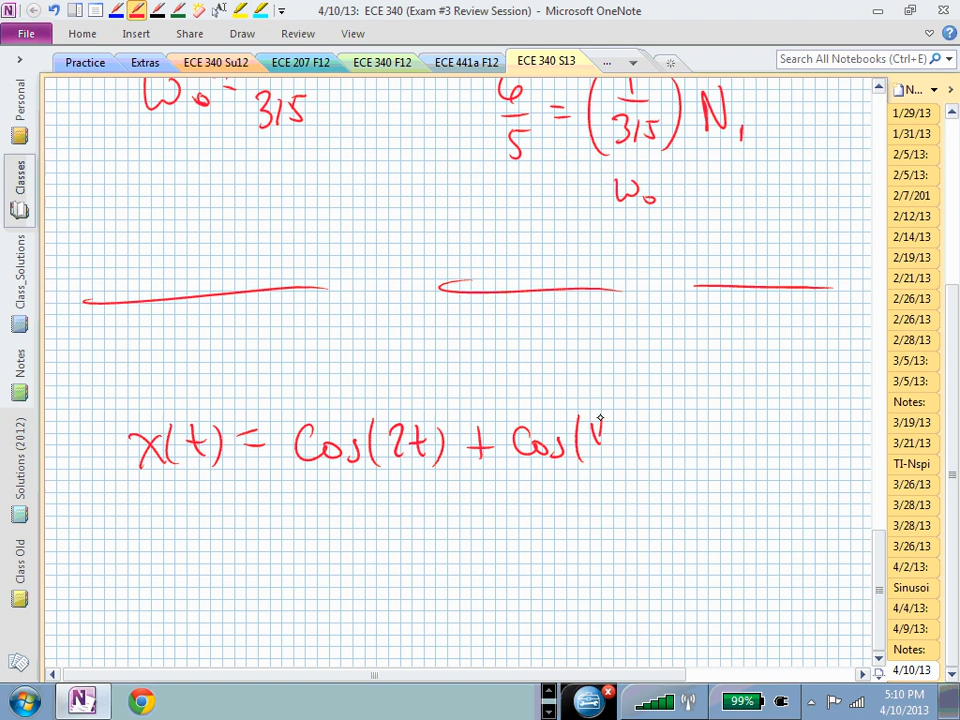 4/10/13: ECE 340 (Exam #3 Review Session) - Microsoft OneNote
File Home Insert Draw Review View
Practice Extras ECE 340 Su12 ECE 207 F12 ECE 340 F12 ECE 441a F12 ECE 340 S13 ... Search All Notebooks (Ctrl+E)
Personal
Classes
Class_Solutions
Notes
Solutions (2012)
Class Old
W₀ = 315
6/5 = (1/315) N₁
W₀
x(t) = Cos(2t) + Cos(
N...
1/29/13
1/31/13
2/5/13:
2/5/13:
2/7/201
2/12/13
2/14/13
2/19/13
2/21/13
2/26/13
2/26/13
2/28/13
3/5/13:
3/5/13:
Notes:
3/19/13
3/21/13
TI-Nspi
3/26/13
3/28/13
3/28/13
3/26/13
4/2/13:
Sinusoi
4/4/13:
4/9/13:
Notes:
4/10/13
99%
5:10 PM
4/10/2013